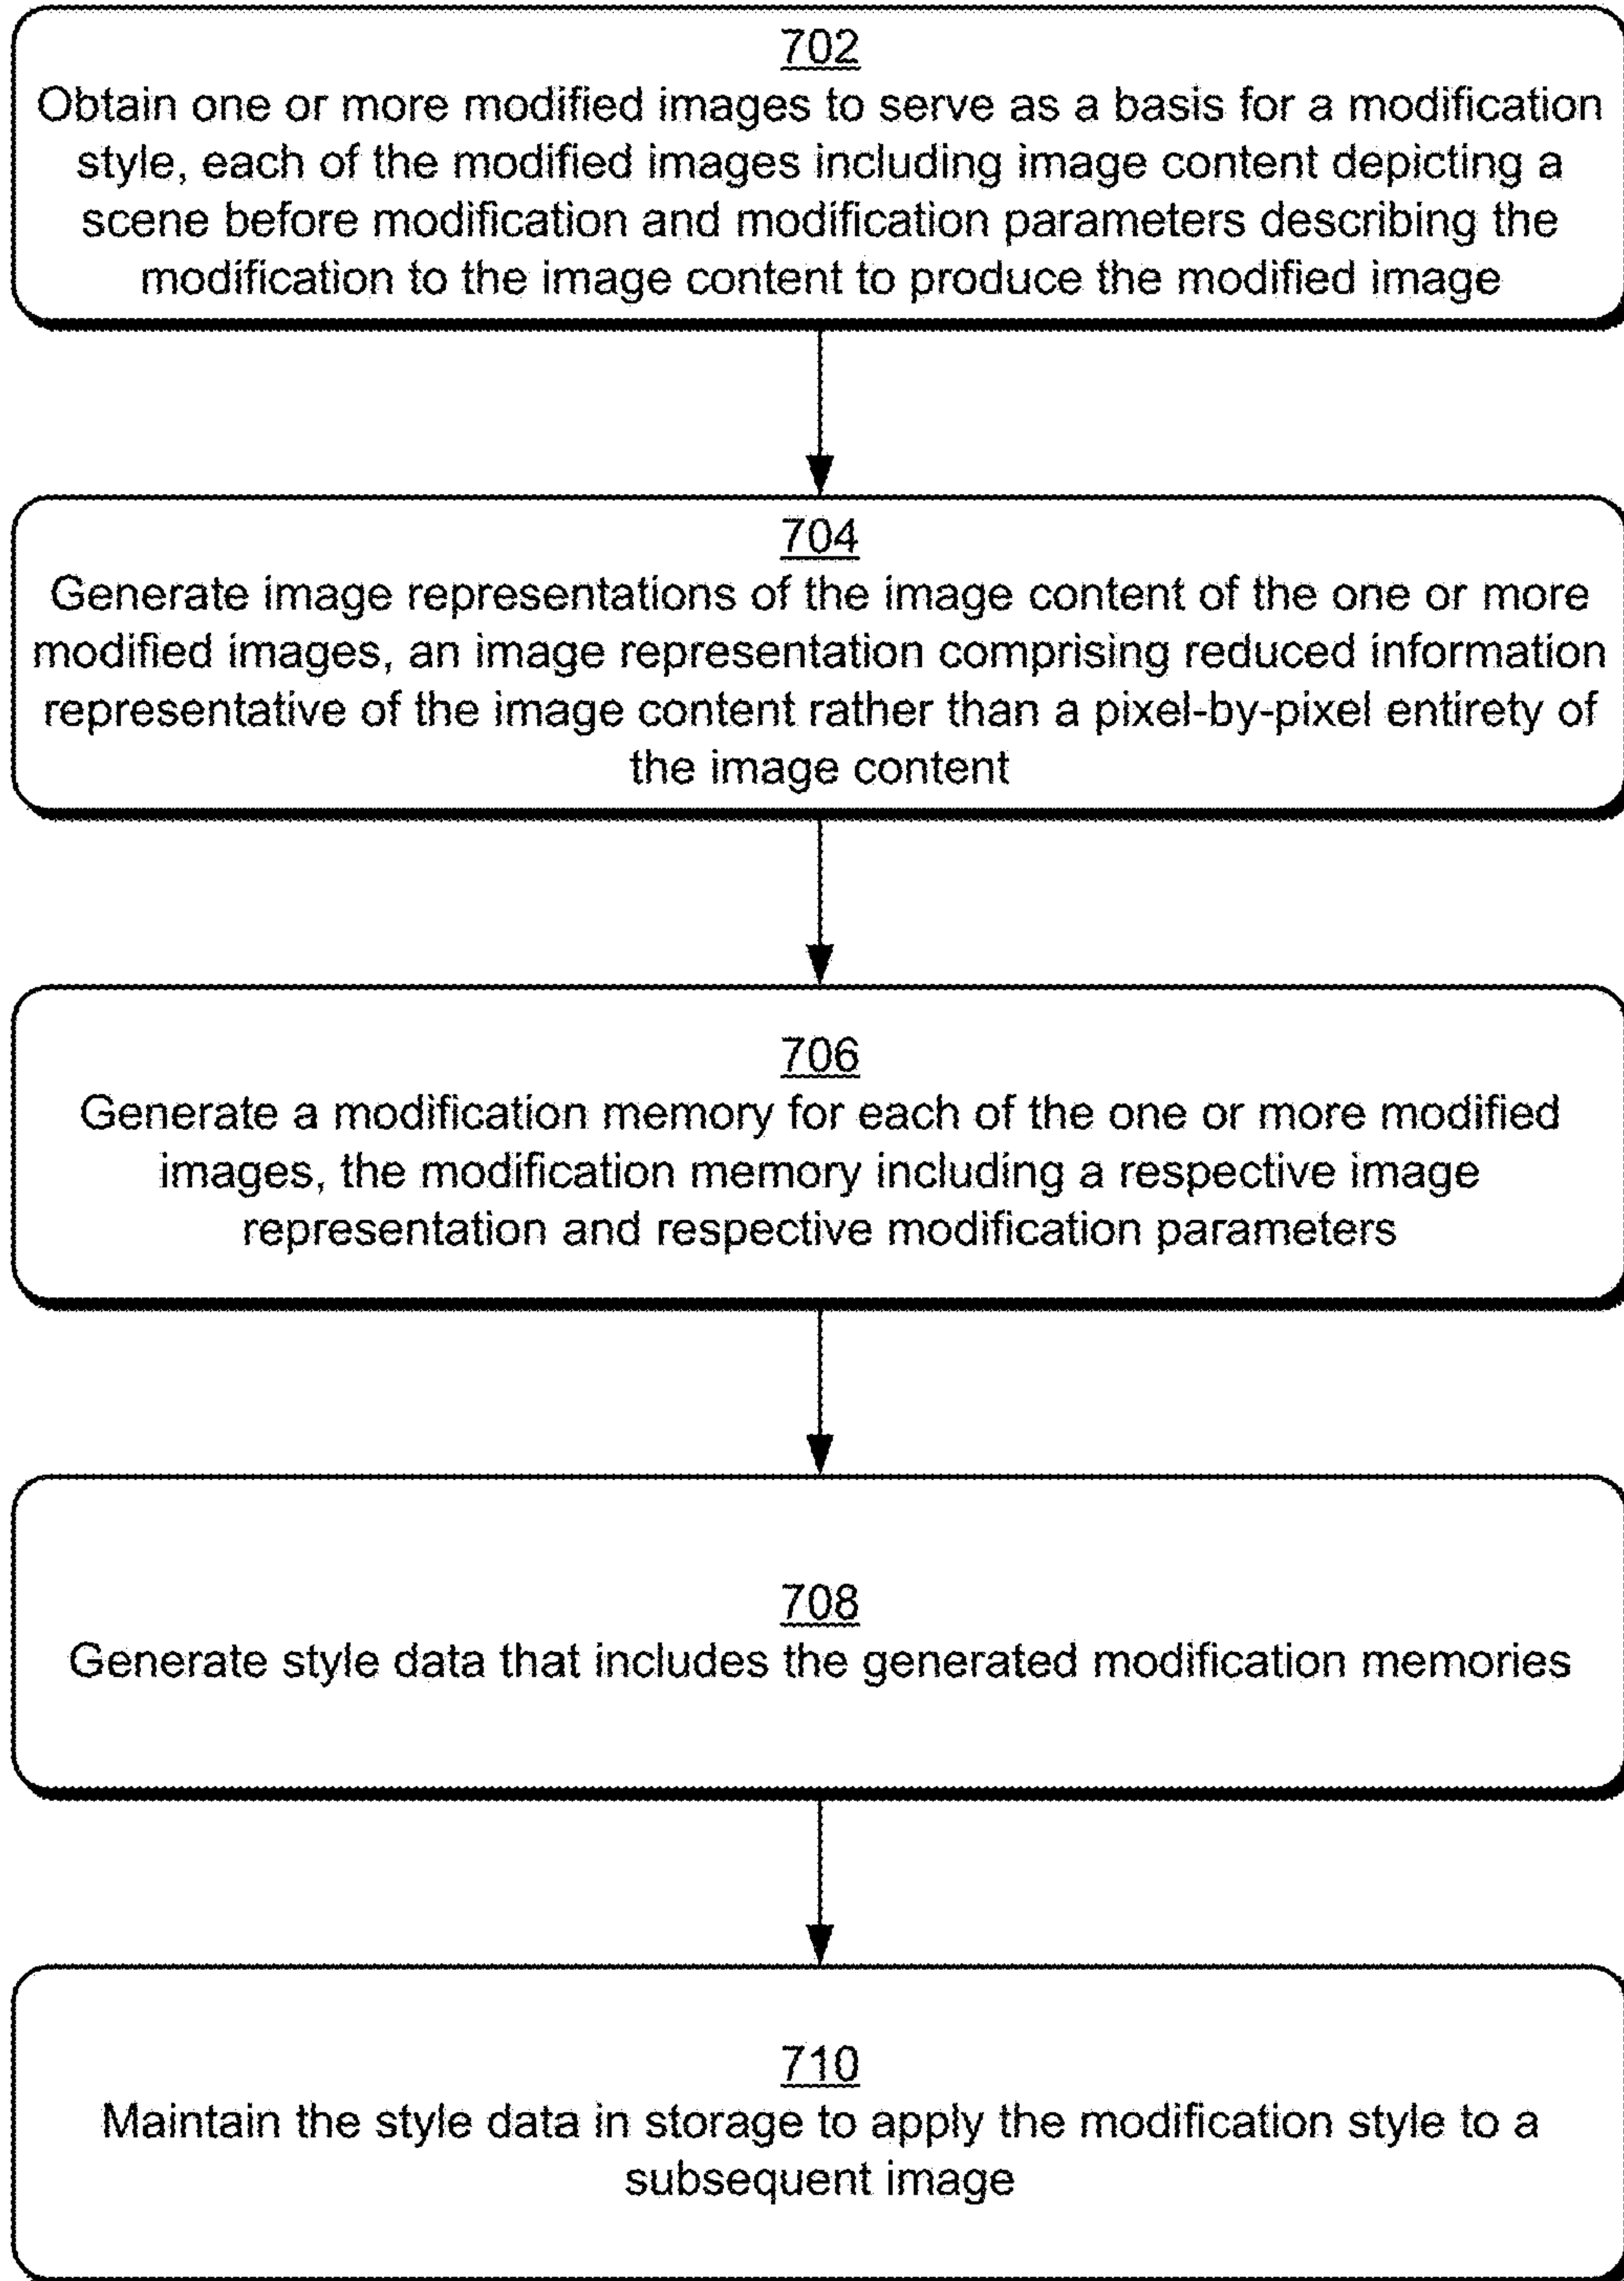 702
Obtain one or more modified images to serve as a basis for a modification
style, each of the modified images including image content depicting a
scene before modification and modification parameters describing the
modification to the image content to produce the modified image
704
Generate image representations of the image content of the one or more
modified images, an image representation comprising reduced information
representative of the image content rather than a pixel-by-pixel entirety of
the image content
706
Generate a modification memory for each of the one or more modified
images, the modification memory including a respective image
representation and respective modification parameters
708
Generate style data that includes the generated modification memories
710
Maintain the style data in storage to apply the modification style to a
subsequent image